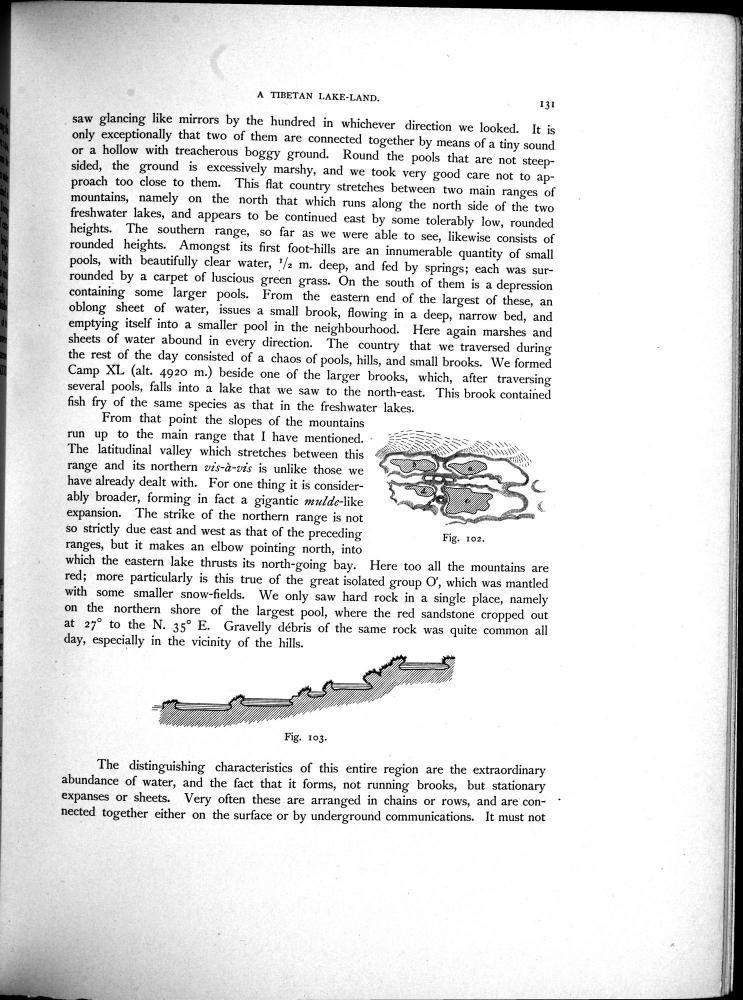 A TIBETAN LAKE-LAND.
131
saw glancing like mirrors by the hundred in whichever direction we looked. It is
only exceptionally that two of them are connected together by means of a tiny sound
or a hollow with treacherous boggy ground. Round the pools that are not steep-
sided, the ground is excessively marshy, and we took very good care not to ap-
proach too close to them. This flat country stretches between two main ranges of
mountains, namely on the north that which runs along the north side of the two
freshwater lakes, and appears to be continued east by some tolerably low, rounded
heights. The southern range, so far as we were able to see, likewise consists of
rounded heights. Amongst its first foot-hills are an innumerable quantity of small
pools, with beautifully clear water, 1/2 m. deep, and fed by springs; each was sur-
rounded by a carpet of luscious green grass. On the south of them is a depression
containing some larger pools. From the eastern end of the largest of these, an
oblong sheet of water, issues a small brook, flowing in a deep, narrow bed, and
emptying itself into a smaller pool in the neighbourhood. Here again marshes and
sheets of water abound in every direction. The country that we traversed during
the rest of the day consisted of a chaos of pools, hills, and small brooks. We formed
Camp XL (alt. 4920 m.) beside one of the larger brooks, which, after traversing
several pools, falls into a lake that we saw to the north-east. This brook contained
fish fry of the same species as that in the freshwater lakes.
From that point the slopes of the mountains
run up to the main range that I have mentioned.
The latitudinal valley which stretches between this
range and its northern vis-à-vis is unlike those we
have already dealt with. For one thing it is consider-
ably broader, forming in fact a gigantic mulde-like
expansion. The strike of the northern range is not
so strictly due east and west as that of the preceding
ranges, but it makes an elbow pointing north, into
Fig. 102.
which the eastern lake thrusts its north-going bay. Here too all the mountains are
red; more particularly is this true of the great isolated group O', which was mantled
with some smaller snow-fields. We only saw hard rock in a single place, namely
on the northern shore of the largest pool, where the red sandstone cropped out
at 27° to the N. 35° E. Gravelly débris of the same rock was quite common all
day, especially in the vicinity of the hills.
Fig. 103.
The distinguishing characteristics of this entire region are the extraordinary
abundance of water, and the fact that it forms, not running brooks, but stationary
expanses or sheets. Very often these are arranged in chains or rows, and are con-
nected together either on the surface or by underground communications. It must not